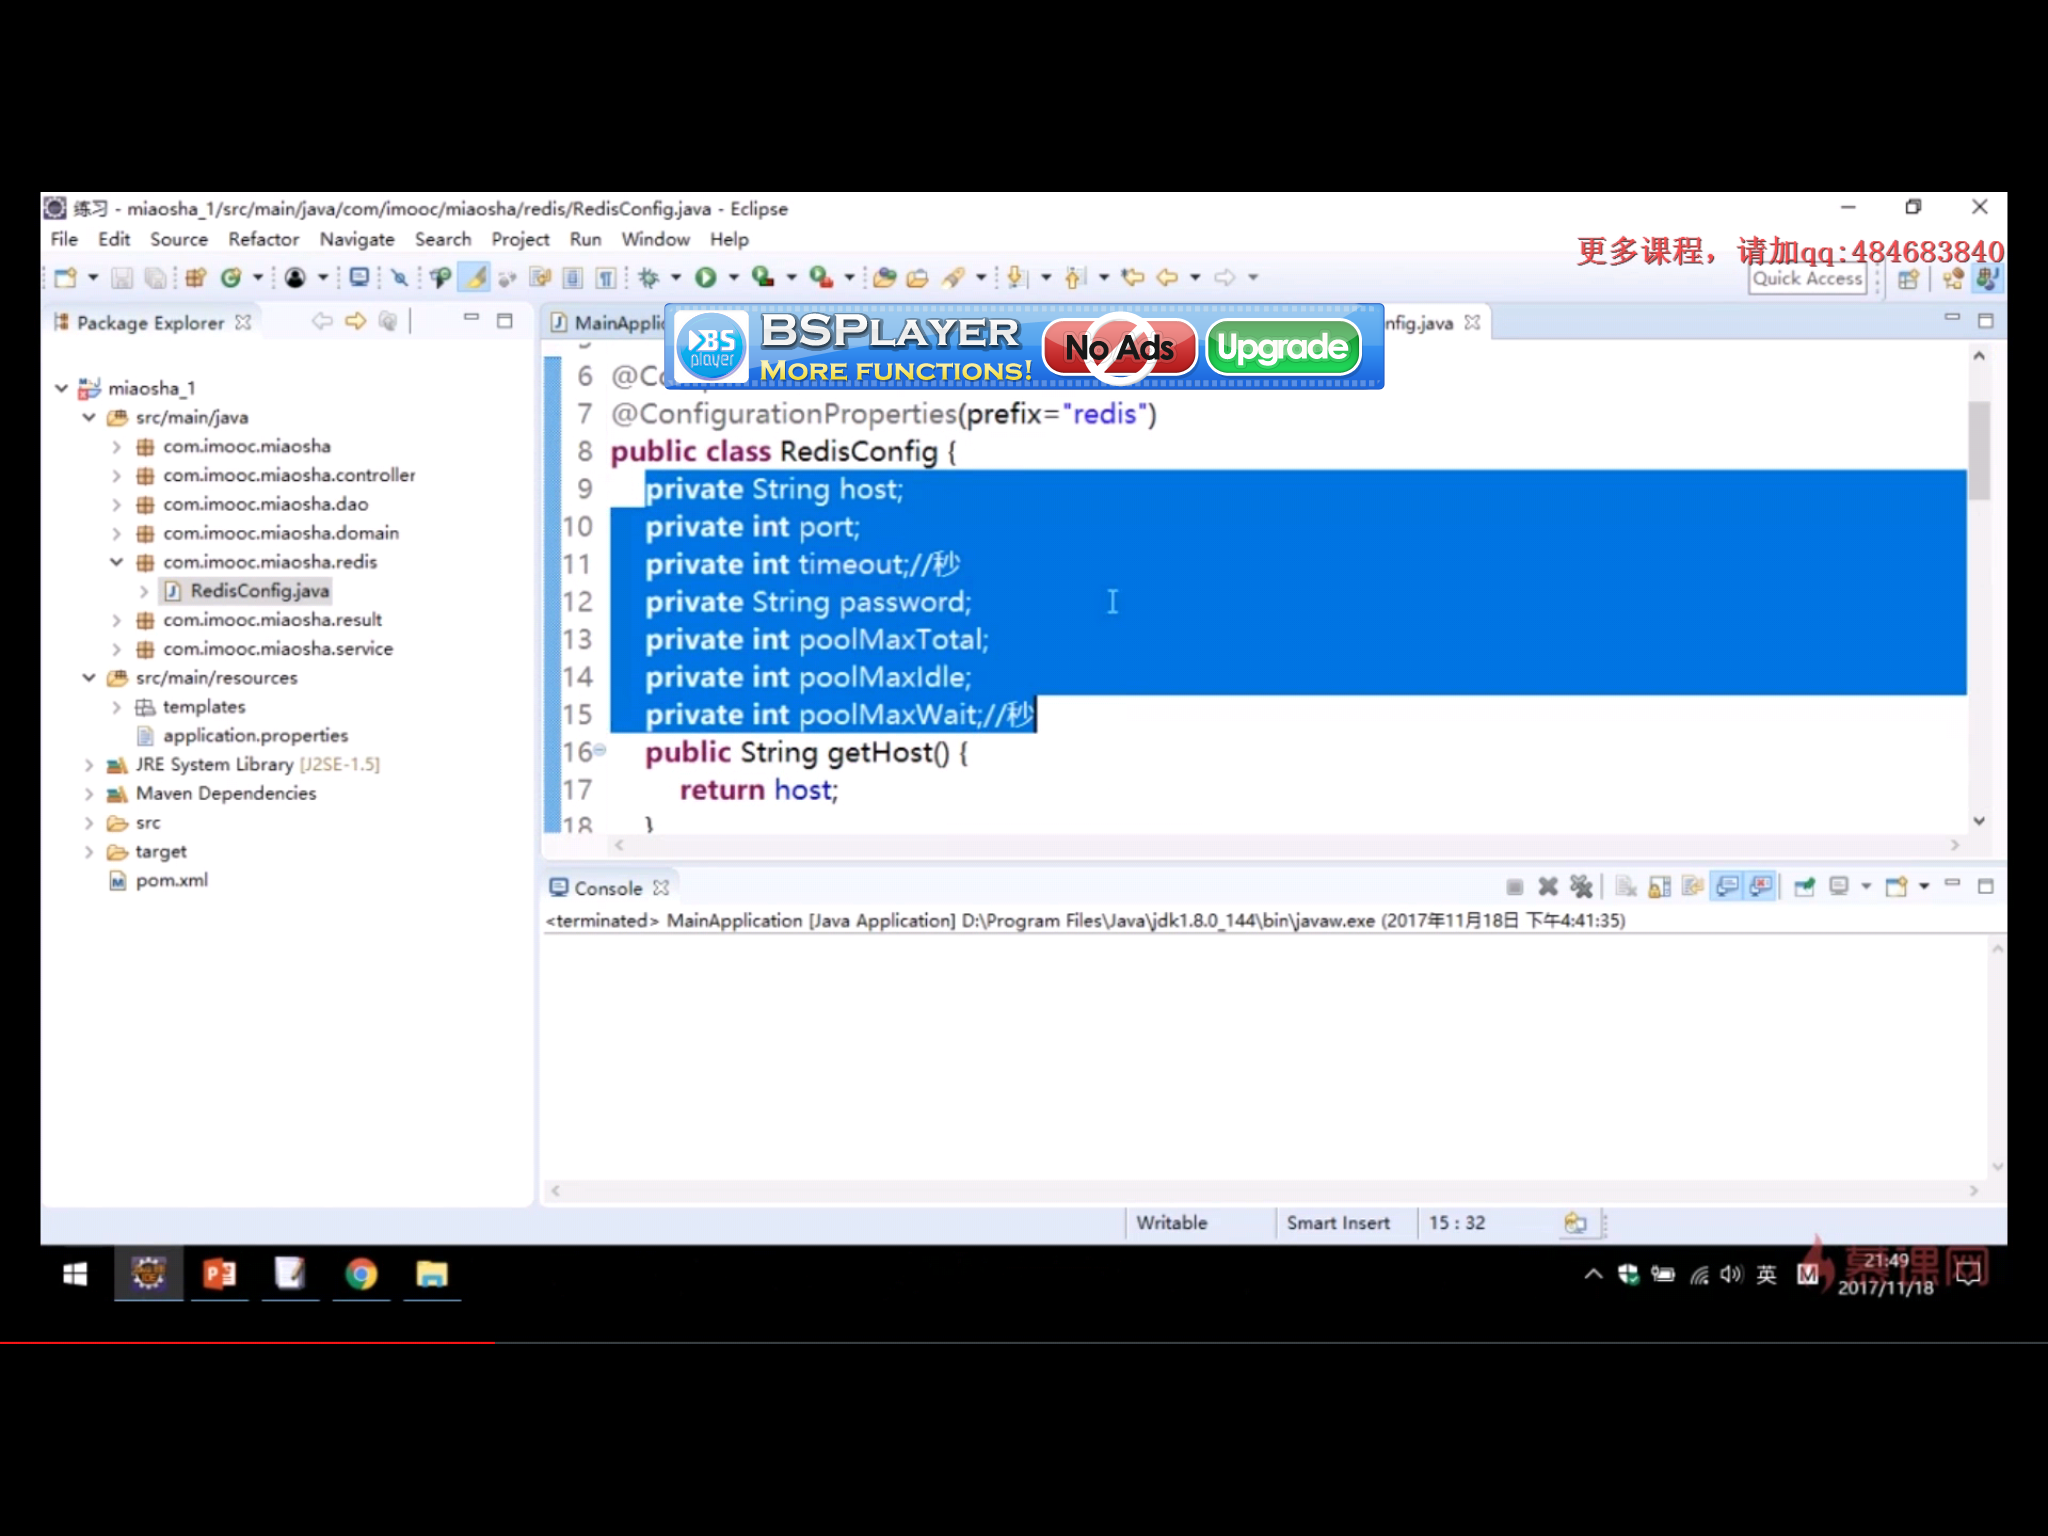 练习 - miaosha_1/src/main/java/com/imooc/miaosha/redis/RedisConfig.java - Eclipse
File Edit Source Refactor Navigate Search Project Run Window Help
更多课程，请加qq:484683840
Quick Access
Package Explorer
miaosha_1
src/main/java
com.imooc.miaosha
com.imooc.miaosha.controller
com.imooc.miaosha.dao
com.imooc.miaosha.domain
com.imooc.miaosha.redis
RedisConfig.java
com.imooc.miaosha.result
com.imooc.miaosha.service
src/main/resources
templates
application.properties
JRE System Library [J2SE-1.5]
Maven Dependencies
src
target
pom.xml
MainApplic
nfig.java
BS player
BSPLAYER
MORE FUNCTIONS!
No Ads
Upgrade
6 @Co
7 @ConfigurationProperties(prefix="redis")
8 public class RedisConfig {
9 private String host;
10 private int port;
11 private int timeout;//秒
12 private String password;
13 private int poolMaxTotal;
14 private int poolMaxIdle;
15 private int poolMaxWait;//秒
16 public String getHost() {
17 return host;
18 }
Console
<terminated> MainApplication [Java Application] D:\Program Files\Java\jdk1.8.0_144\bin\javaw.exe (2017年11月18日 下午4:41:35)
Writable Smart Insert 15 : 32
英
21:49
2017/11/18
慕课网